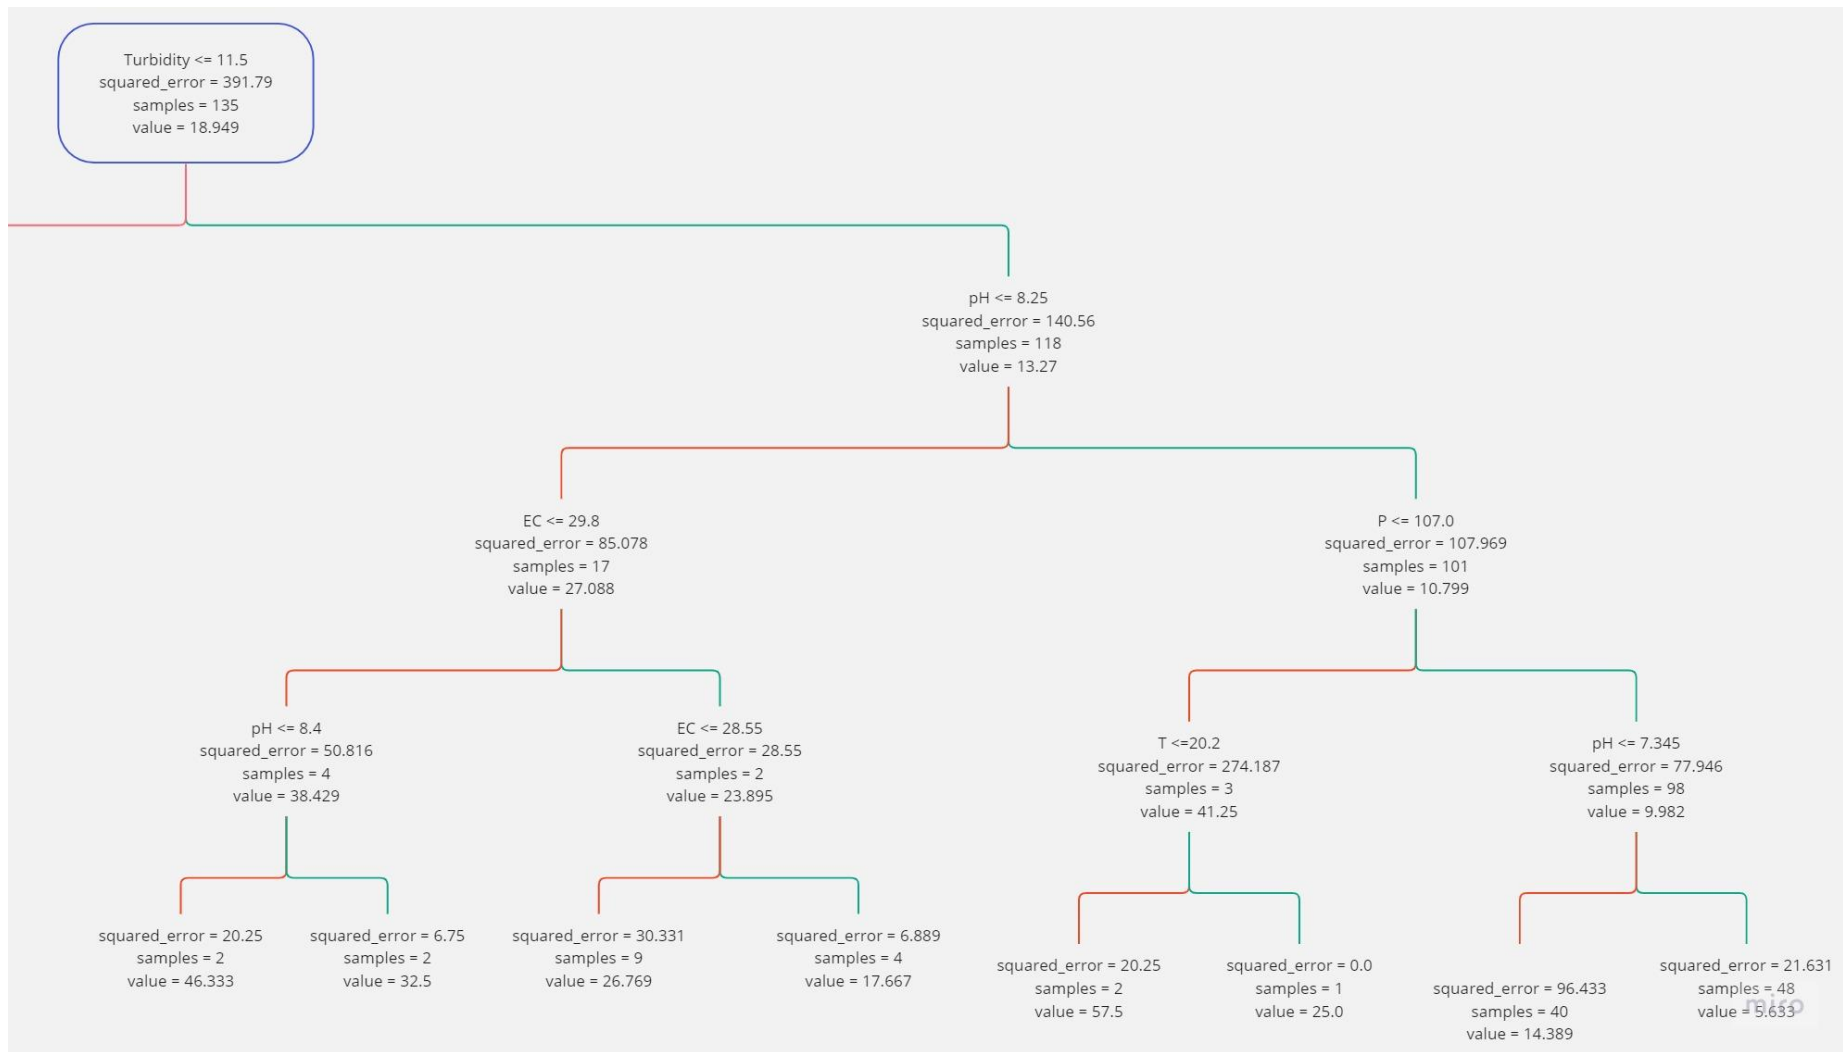 Turbidity <= 11.5
squared_error = 391.79
samples = 135
value = 18.949
pH <= 8.25
squared_error = 140.56
samples = 118
value = 13.27
EC <= 29.8
squared_error = 85.078
samples = 17
value = 27.088
P <= 107.0
squared_error = 107.969
samples = 101
value = 10.799
pH <= 8.4
squared_error = 50.816
samples = 4
value = 38.429
EC <= 28.55
squared_error = 28.55
samples = 2
value = 23.895
T <=20.2
squared_error = 274.187
samples = 3
value = 41.25
pH <= 7.345
squared_error = 77.946
samples = 98
value = 9.982
squared_error = 20.25
samples = 2
value = 46.333
squared_error = 6.75
samples = 2
value = 32.5
squared_error = 30.331
samples = 9
value = 26.769
squared_error = 6.889
samples = 4
value = 17.667
squared_error = 20.25
samples = 2
value = 57.5
squared_error = 0.0
samples = 1
value = 25.0
squared_error = 96.433
samples = 40
value = 14.389
squared_error = 21.631
samples = 48
value = 5.633
miro